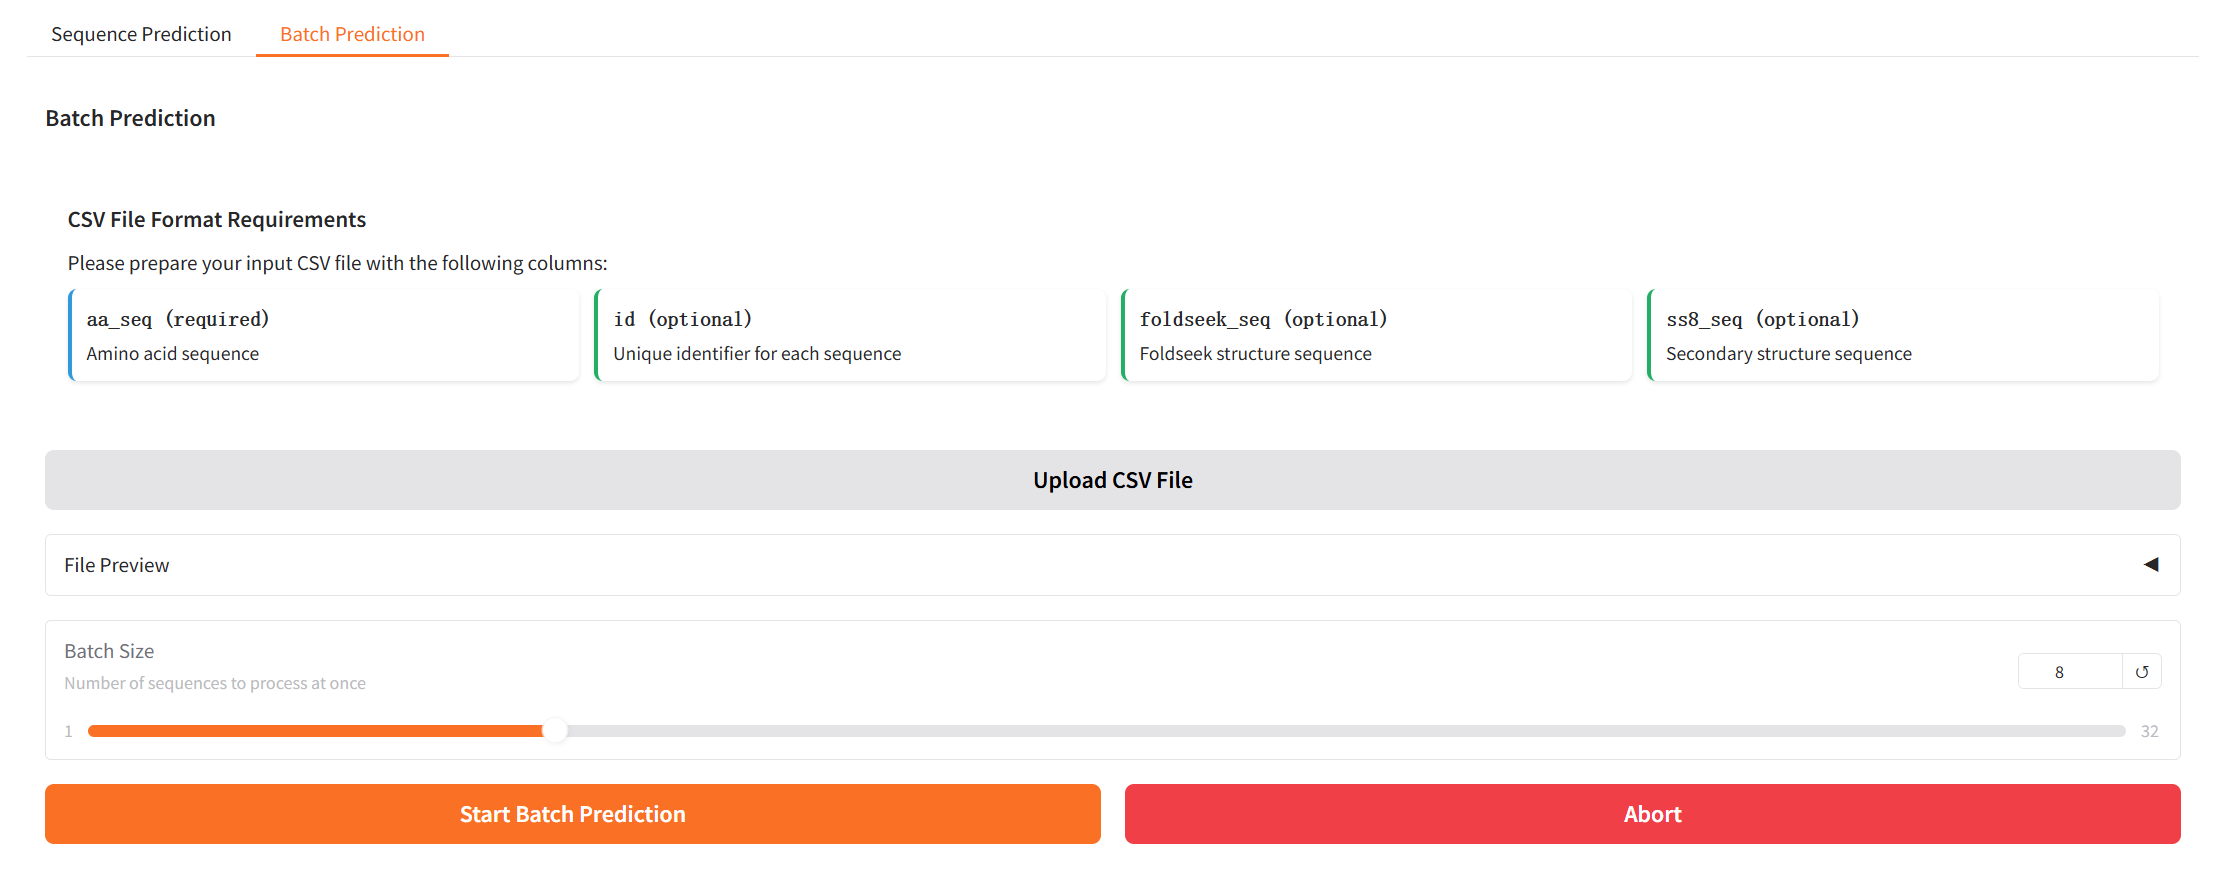 Sequence Prediction
Batch Prediction
Batch Prediction
CSV File Format Requirements
Please prepare your input CSV file with the following columns:
aa_seq (required)
Amino acid sequence
id (optional)
Unique identifier for each sequence
foldseek_seq (optional)
Foldseek structure sequence
ss8_seq (optional)
Secondary structure sequence
Upload CSV File
File Preview
Batch Size
Number of sequences to process at once
8
1
32
Start Batch Prediction
Abort